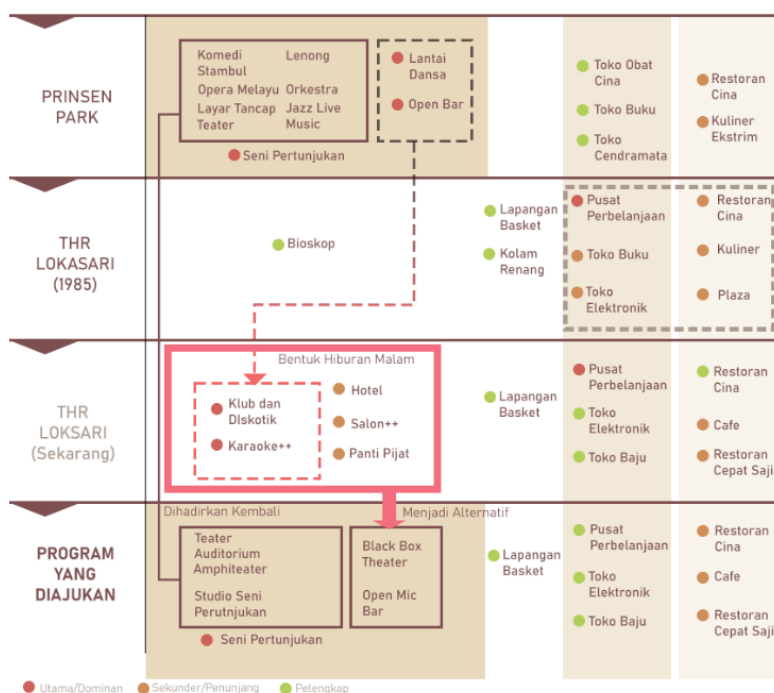 PRINSEN
PARK
Komedi
Stambul
Lenong
Opera Melayu
Orkestra
Layar Tancap
Teater
Jazz Live
Music
Seni Pertunjukan
Lantai
Dansa
Open Bar
Toko Obat
Cina
Toko Buku
Toko
Cendramata
Restoran
Cina
Kuliner
Ekstrim
THR
LOKASARI
(1985)
Bioskop
Lapangan
Basket
Kolam
Renang
Pusat
Perbelanjaan
Toko Buku
Toko
Elektronik
Restoran
Cina
Kuliner
Plaza
THR
LOKSARI
(Sekarang)
Bentuk Hiburan Malam
Klub dan
DIskotik
Karaoke++
Hotel
Salon++
Panti Pijat
Lapangan
Basket
Pusat
Perbelanjaan
Toko
Elektronik
Toko Baju
Restoran
Cina
Cafe
Restoran
Cepat Saji
PROGRAM
YANG
DIAJUKAN
Dihadirkan Kembali
Menjadi Alternatif
Teater
Auditorium
Amphiteater
Studio Seni
Perutnjukan
Seni Pertunjukan
Black Box
Theater
Open Mic
Bar
Lapangan
Basket
Pusat
Perbelanjaan
Toko
Elektronik
Toko Baju
Restoran
Cina
Cafe
Restoran
Cepat Saji
Utama/Dominan
Sekunder/Penunjang
Pelengkap